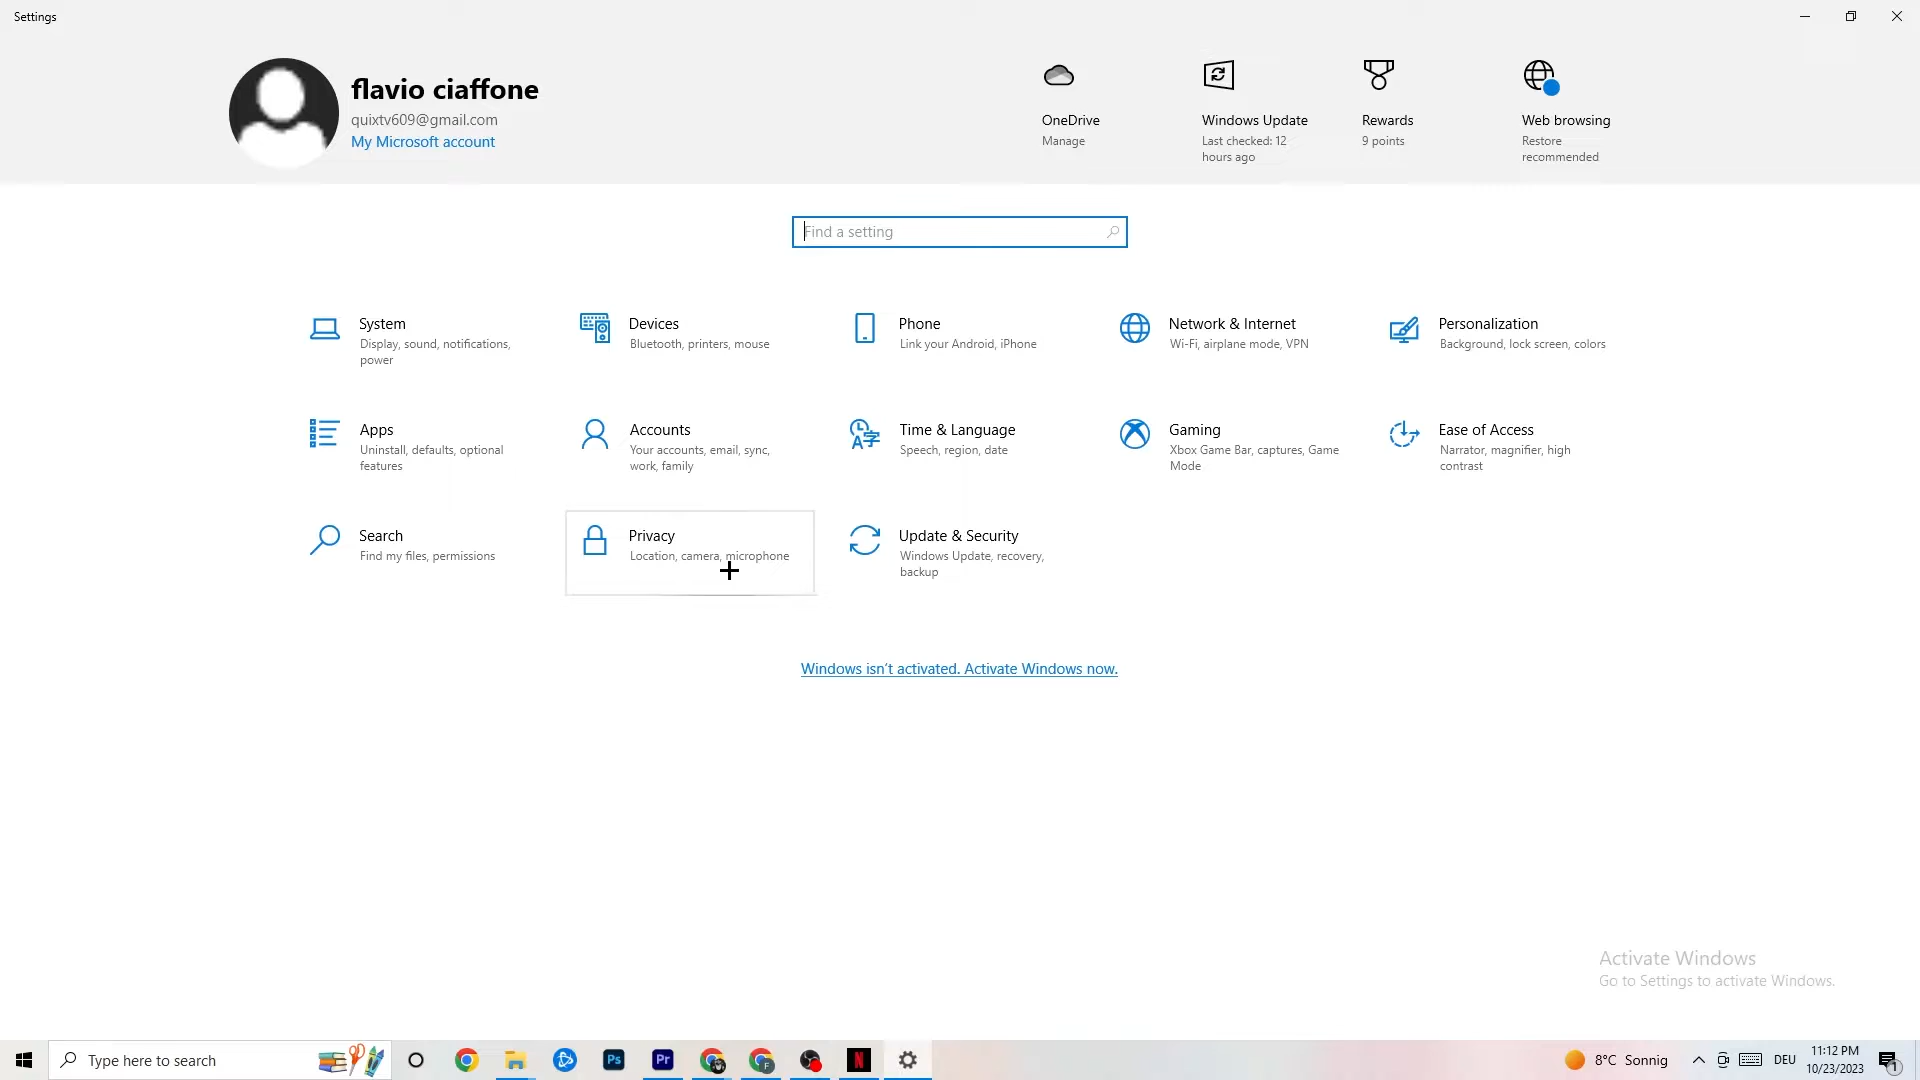 Settings
flavio ciaffone
quixtv609@gmail.com
My Microsoft account
OneDrive
Manage
Windows Update
Last checked: 12
hours ago
Rewards
9 points
Web browsing
Restore
recommended
Find a setting
System
Display, sound, notifications,
power
Devices
Bluetooth, printers, mouse
Phone
Link your Android, iPhone
Network & Internet
Wi-Fi, airplane mode, VPN
Personalization
Background, lock screen, colors
Apps
Uninstall, defaults, optional
features
Accounts
Your accounts, email, sync,
work, family
Time & Language
Speech, region, date
Gaming
Xbox Game Bar, captures, Game
Mode
Ease of Access
Narrator, magnifier, high
contrast
Search
Find my files, permissions
Privacy
Location, camera, microphone
Update & Security
Windows Update, recovery,
backup
Windows isn't activated. Activate Windows now.
Activate Windows
Go to Settings to activate Windows.
Type here to search
Ps
Pr
F
N
8°C Sonnig
DEU
11:12 PM
10/23/2023
1